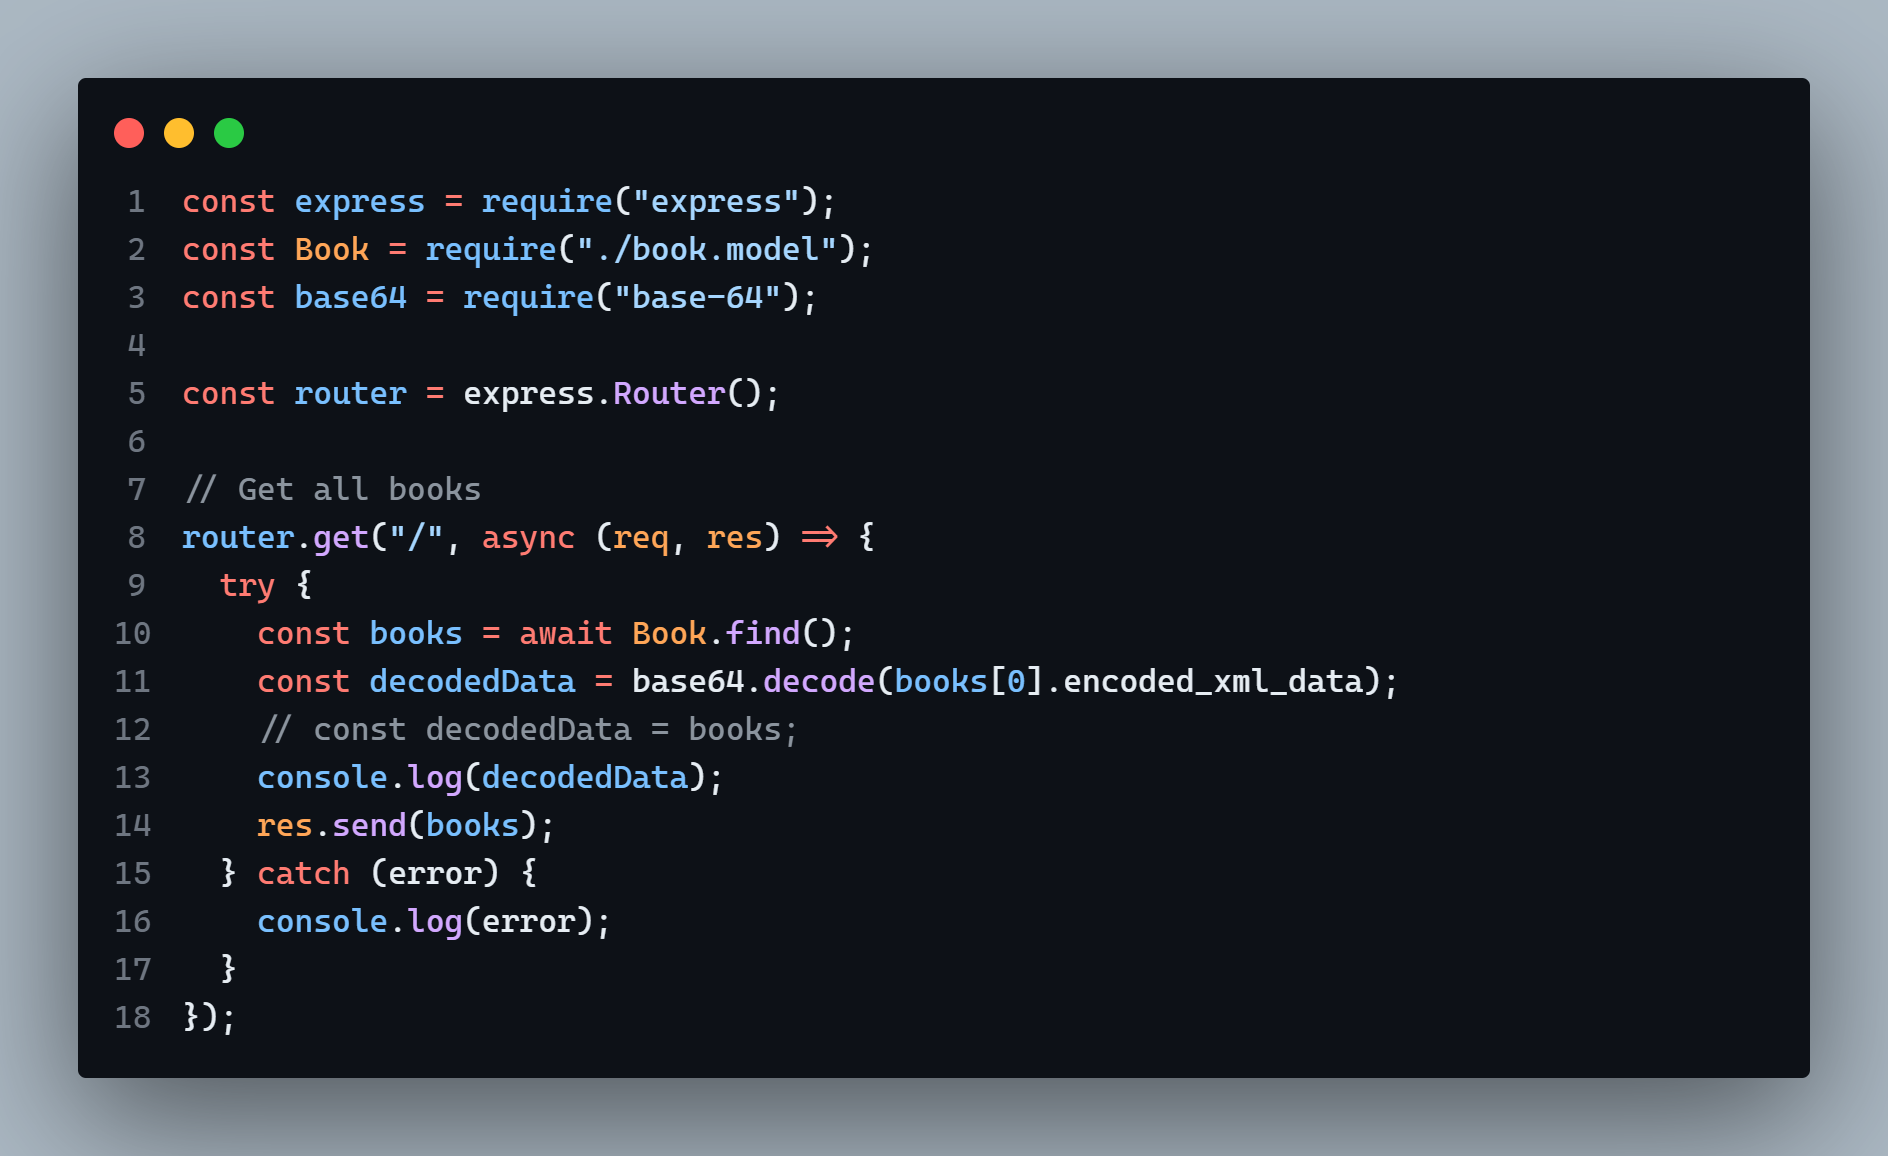 1 const express = require("express");
2 const Book = require("./book.model");
3 const base64 = require("base-64");
4
5 const router = express.Router();
6
7 // Get all books
8 router.get("/", async (req, res) => {
9   try {
10     const books = await Book.find();
11     const decodedData = base64.decode(books[0].encoded_xml_data);
12     // const decodedData = books;
13     console.log(decodedData);
14     res.send(books);
15   } catch (error) {
16     console.log(error);
17   }
18 });